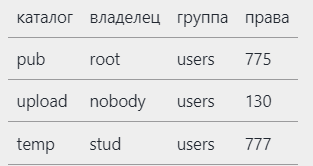 каталог владелец группа права
pub root users 775
upload nobody users 130
temp stud users 777